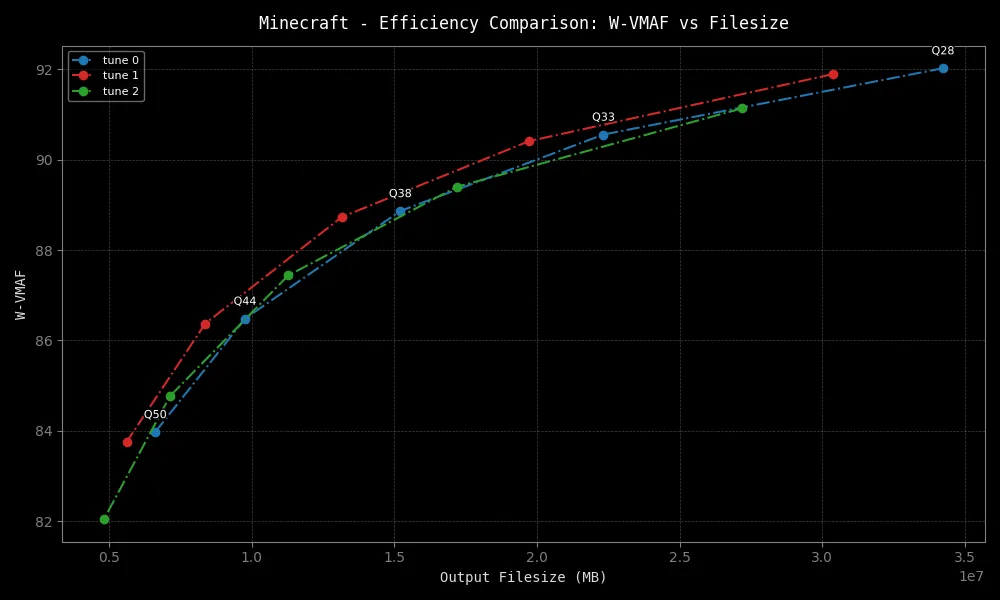 Minecraft - Efficiency Comparison: W-VMAF vs Filesize
tune 0
tune 1
tune 2
Q28
Q33
Q38
Q44
Q50
W-VMAF
92
90
88
86
84
82
0.5 1.0 1.5 2.0 2.5 3.0 3.5
1e7
Output Filesize (MB)